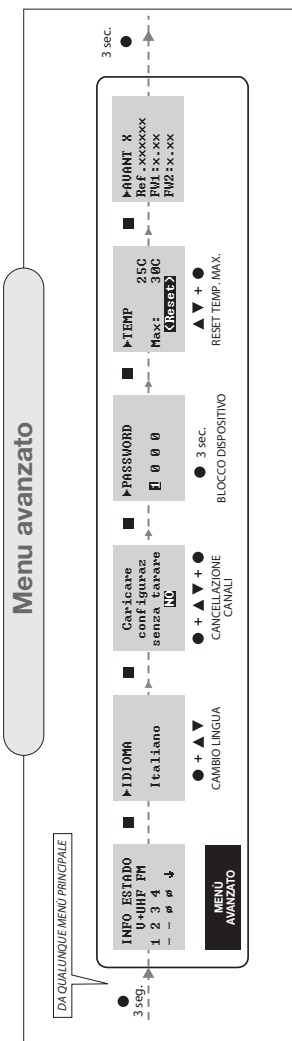 Menu avanzato
DA QUALUNQUE MENÙ PRINCIPALE
3 seg.
INFO ESTADO
V+UHF FM
1 2 3 4
– – ø ø ↓
MENÙ
AVANZATO
►IDIOMA
Italiano
● + ▲ ▼
CAMBIO LINGUA
Caricare
configuraz
senza tarare
NO
● + ▲ ▼ + ●
CANCELLAZIONE
CANALI
►PASSWORD
1 0 0 0
● 3 sec.
BLOCCO DISPOSITIVO
►TEMP
25C
Max: 30C
<Reset>
▲ ▼ + ●
RESET TEMP. MAX.
►AVANT X
Ref.xxxxxx
FW1:x.xx
FW2:x.xx
3 sec.